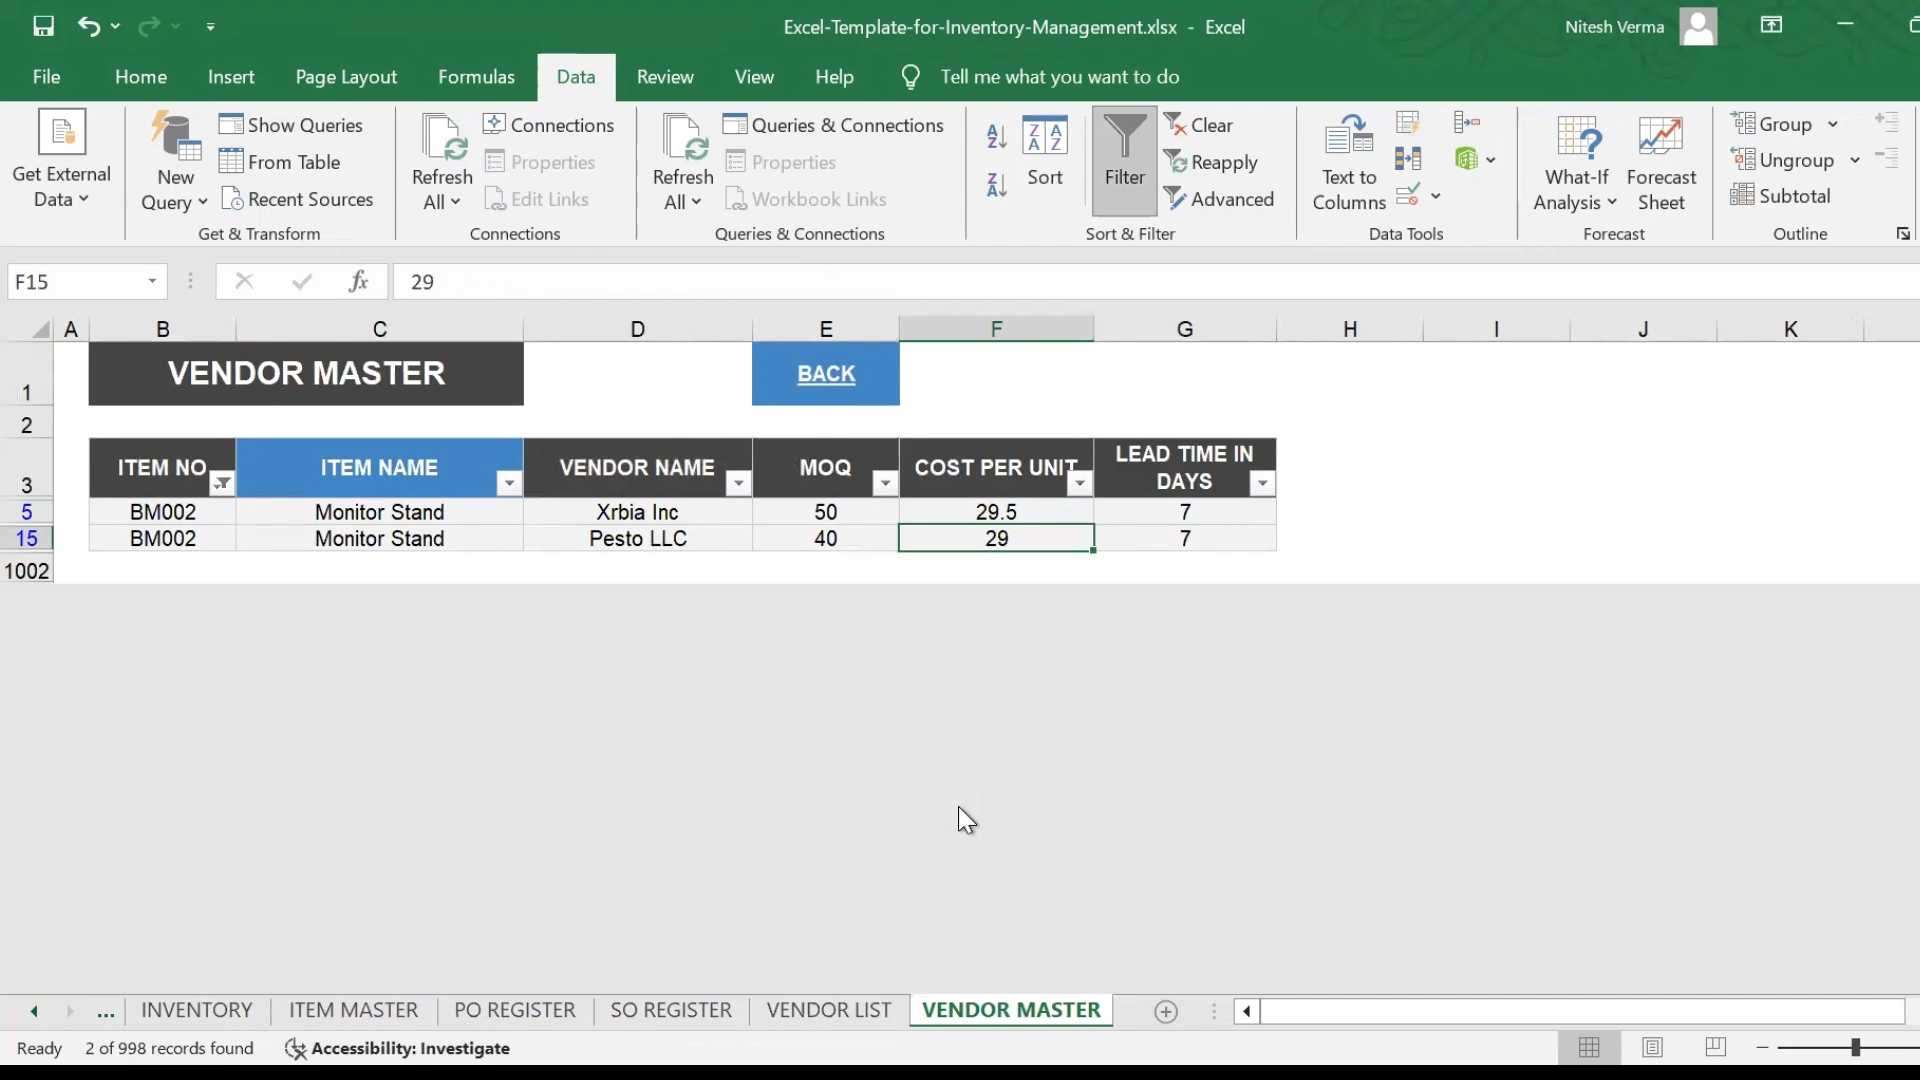 Excel-Template-for-Inventory-Management.xlsx - Excel
Nitesh Verma
File Home Insert Page Layout Formulas Data Review View Help Tell me what you want to do
Get External Data
New Query
Show Queries
From Table
Recent Sources
Get & Transform
Refresh All
Connections
Properties
Edit Links
Connections
Refresh All
Queries & Connections
Properties
Workbook Links
Queries & Connections
Sort
Filter
Clear
Reapply
Advanced
Sort & Filter
Text to Columns
Data Tools
What-If Analysis
Forecast Sheet
Forecast
Group
Ungroup
Subtotal
Outline
F15 fx 29
A B C D E F G H I J K
1 VENDOR MASTER BACK
2
3 ITEM NO ITEM NAME VENDOR NAME MOQ COST PER UNIT LEAD TIME IN DAYS
5 BM002 Monitor Stand Xrbia Inc 50 29.5 7
15 BM002 Monitor Stand Pesto LLC 40 29 7
1002
... INVENTORY ITEM MASTER PO REGISTER SO REGISTER VENDOR LIST VENDOR MASTER
Ready 2 of 998 records found Accessibility: Investigate